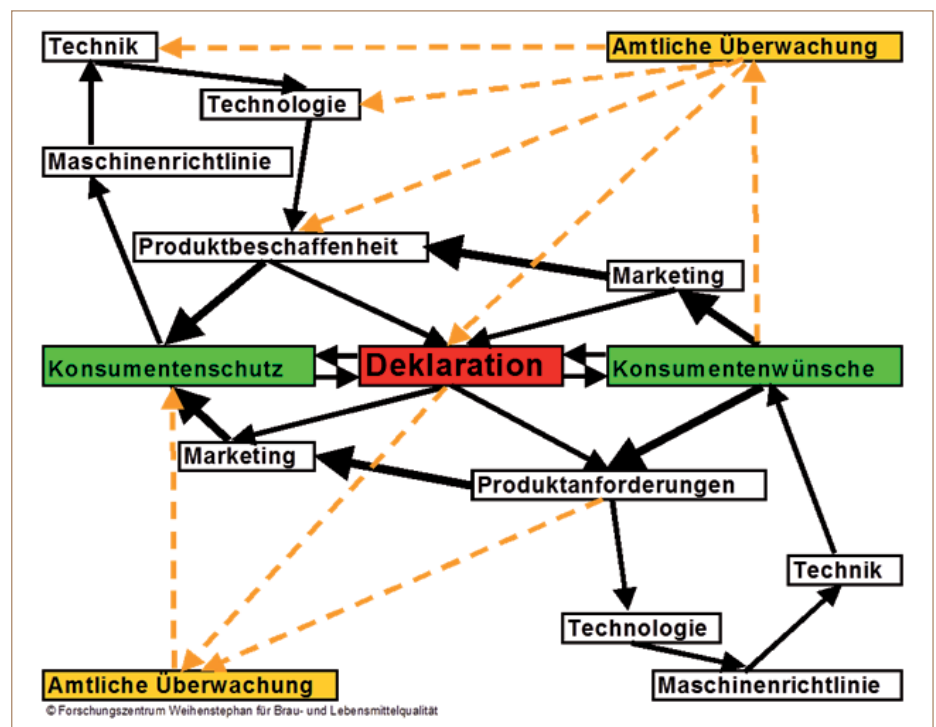 Technik
Amtliche Überwachung
Technologie
Maschinenrichtlinie
Produktbeschaffenheit
Marketing
Konsumentenschutz
Deklaration
Konsumentenwünsche
Marketing
Produktanforderungen
Technik
Technologie
Amtliche Überwachung
Maschinenrichtlinie
© Forschungszentrum Weihenstephan für Brau- und Lebensmittelqualität